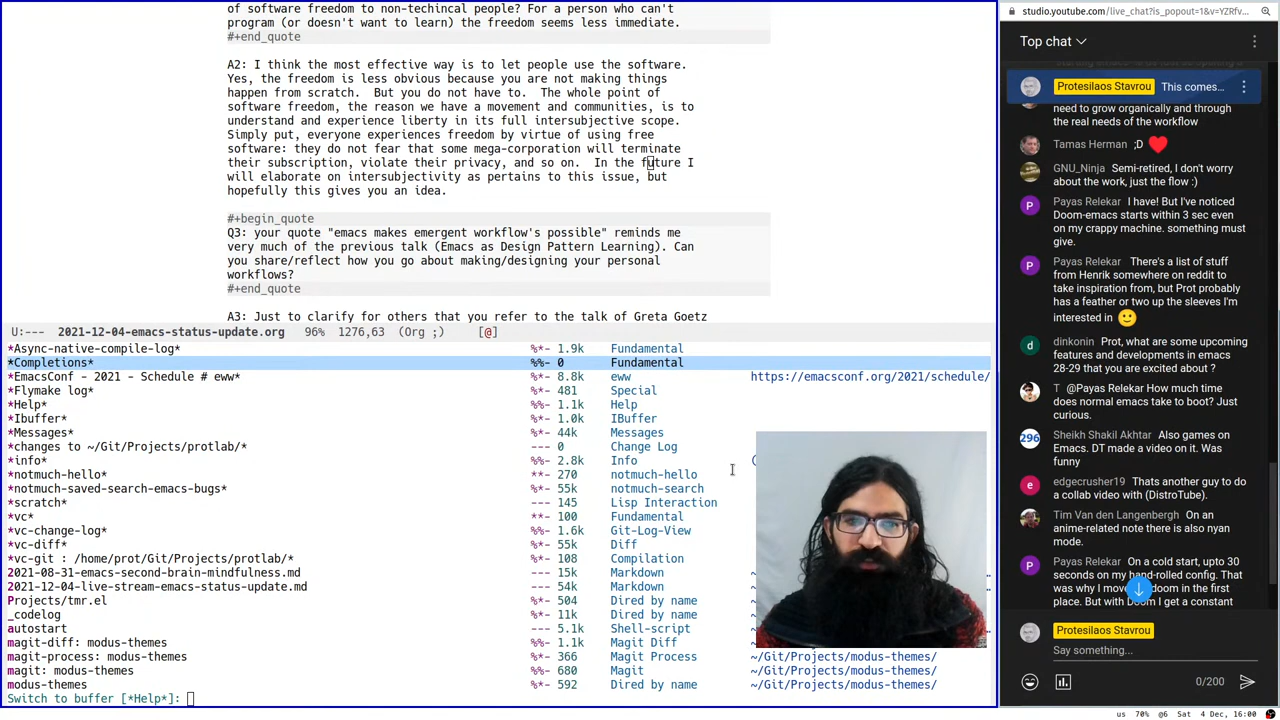 of software freedom to non-techincal people? For a person who can't
program (or doesn't want to learn) the freedom seems less immediate.
#+end_quote
A2: I think the most effective way is to let people use the software.
Yes, the freedom is less obvious because you are not making things
happen from scratch. But you do not have to.  The whole point of
software freedom, the reason we have a movement and communities, is to
understand and experience liberty in its full intersubjective scope.
Simply put, everyone experiences freedom by virtue of using free
software: they do not fear that some mega-corporation will terminate
their subscription, violate their privacy, and so on.  In the future I
will elaborate on intersubjectivity as pertains to this issue, but
hopefully this gives you an idea.
#+begin_quote
Q3: your quote "emacs makes emergent workflow's possible" reminds me
very much of the previous talk (Emacs as Design Pattern Learning). Can
you share/reflect how you go about making/designing your personal
workflows?
#+end_quote
A3: Just to clarify for others that you refer to the talk of Greta Goetz
U:---  2021-12-04-emacs-status-update.org   96%  1276,63  (Org ;)   [@]
*Async-native-compile-log* %*- 1.9k Fundamental
*Completions* %%- 0 Fundamental
*EmacsConf - 2021 - Schedule # eww* %*- 8.8k eww https://emacsconf.org/2021/schedule/
*Flymake log* %*- 481 Special
*Help* %%- 1.1k Help
*Ibuffer* %%- 1.0k IBuffer
*Messages* %*- 44k Messages
*changes to ~/Git/Projects/protlab/* --- 0 Change Log
*info* %%- 2.8k Info (
*notmuch-hello* **- 270 notmuch-hello
*notmuch-saved-search-emacs-bugs* %*- 55k notmuch-search
*scratch* --- 145 Lisp Interaction
*vc* **- 100 Fundamental
*vc-change-log* %%- 1.6k Git-Log-View
*vc-diff* %%- 55k Diff
*vc-git : /home/prot/Git/Projects/protlab/* %*- 108 Compilation
2021-08-31-emacs-second-brain-mindfulness.md --- 15k Markdown ~
2021-12-04-live-stream-emacs-status-update.md --- 54k Markdown ~
Projects/tmr.el %%- 504 Dired by name ~
_codelog %%- 11k Dired by name ~
autostart --- 5.1k Shell-script ~
magit-diff: modus-themes %%- 1.1k Magit Diff ~
magit-process: modus-themes %%- 366 Magit Process ~/Git/Projects/modus-themes/
magit: modus-themes %%- 680 Magit ~/Git/Projects/modus-themes/
modus-themes %%- 592 Dired by name ~/Git/Projects/modus-themes/
Switch to buffer [*Help*]:
studio.youtube.com/live_chat?is_popout=1&v=YZRfv...
Top chat
Protesilaos Stavrou This comes...
need to grow organically and through
the real needs of the workflow
Tamas Herman ;D
GNU_Ninja Semi-retired, I don't worry
about the work, just the flow :)
Payas Relekar I have! But I've noticed
Doom-emacs starts within 3 sec even
on my crappy machine. something must
give.
Payas Relekar There's a list of stuff
from Henrik somewhere on reddit to
take inspiration from, but Prot probably
has a feather or two up the sleeves I'm
interested in
dinkonin Prot, what are some upcoming
features and developments in emacs
28-29 that you are excited about ?
T @Payas Relekar How much time
does normal emacs take to boot? Just
curious.
Sheikh Shakil Akhtar Also games on
Emacs. DT made a video on it. Was
funny
edgecrusher19 Thats another guy to do
a collab video with (DistroTube).
Tim Van den Langenbergh On an
anime-related note there is also nyan
mode.
Payas Relekar On a cold start, upto 30
seconds on my hand-rolled config. That
was why I move doom in the first
place. But with Doom I get a constant
Protesilaos Stavrou
Say something...
0/200
us 70% @6 Sat 4 Dec, 16:00